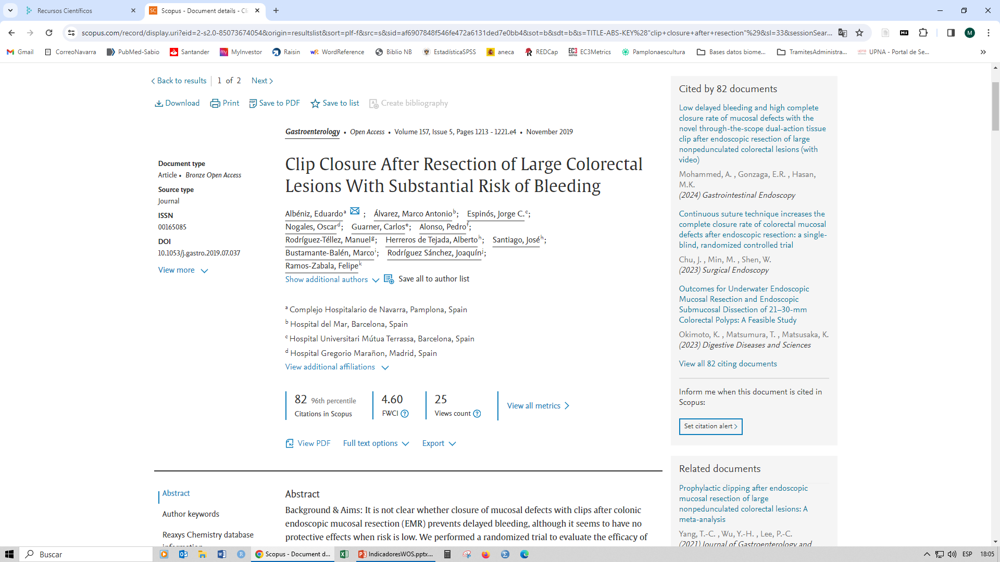 Recursos Científicos
Scopus - Document details - Cli
scopus.com/record/display.uri?eid=2-s2.0-85073674054&origin=resultslist&sort=plf-f&src=s&sid=af6907848f546fe472a6131ded7e0bb4&sot=b&sdt=b&s=TITLE-ABS-KEY%28"clip+closure+after+resection"%29&sl=33&sessionSear...
M
Gmail
CorreoNavarra
PubMed-Sabio
Santander
my MyInvestor
Raisin
WR WordReference
Biblio NB
EstadísticaSPSS
aneca
REDCap
EC3 EC3Metrics
Pamplonaescultura
Bases datos biome...
TramitesAdministra...
upna UPNA - Portal de Se...
Back to results
1 of 2
Next
Download
Print
Save to PDF
Save to list
Create bibliography
Gastroenterology • Open Access • Volume 157, Issue 5, Pages 1213 - 1221.e4 • November 2019
Document type
Article • Bronze Open Access
Source type
Journal
ISSN
00165085
DOI
10.1053/j.gastro.2019.07.037
View more
Clip Closure After Resection of Large Colorectal
Lesions With Substantial Risk of Bleeding
Albéniz, Eduardo a ; Álvarez, Marco Antonio b; Espinós, Jorge C. c;
Nogales, Oscar d; Guarner, Carlos e; Alonso, Pedro f;
Rodríguez-Téllez, Manuel g; Herreros de Tejada, Alberto h; Santiago, José h;
Bustamante-Balén, Marco i; Rodríguez Sánchez, Joaquín j;
Ramos-Zabala, Felipe k
Show additional authors
Save all to author list
a Complejo Hospitalario de Navarra, Pamplona, Spain
b Hospital del Mar, Barcelona, Spain
c Hospital Universitari Mútua Terrassa, Barcelona, Spain
d Hospital Gregorio Marañon, Madrid, Spain
View additional affiliations
82 96th percentile
Citations in Scopus
4.60
FWCI
25
Views count
View all metrics
View PDF
Full text options
Export
Abstract
Author keywords
Reaxys Chemistry database
information
Abstract
Background & Aims: It is not clear whether closure of mucosal defects with clips after colonic
endoscopic mucosal resection (EMR) prevents delayed bleeding, although it seems to have no
protective effects when risk is low. We performed a randomized trial to evaluate the efficacy of
Cited by 82 documents
Low delayed bleeding and high complete
closure rate of mucosal defects with the
novel through-the-scope dual-action tissue
clip after endoscopic resection of large
nonpedunculated colorectal lesions (with
video)
Mohammed, A. , Gonzaga, E.R. , Hasan,
M.K.
(2024) Gastrointestinal Endoscopy
Continuous suture technique increases the
complete closure rate of colorectal mucosal
defects after endoscopic resection: a single-
blind, randomized controlled trial
Chu, J. , Min, M. , Shen, W.
(2023) Surgical Endoscopy
Outcomes for Underwater Endoscopic
Mucosal Resection and Endoscopic
Submucosal Dissection of 21–30-mm
Colorectal Polyps: A Feasible Study
Okimoto, K. , Matsumura, T. , Matsusaka, K.
(2023) Digestive Diseases and Sciences
View all 82 citing documents
Inform me when this document is cited in
Scopus:
Set citation alert
Related documents
Prophylactic clipping after endoscopic
mucosal resection of large
nonpedunculated colorectal lesions: A
meta-analysis
Yang, T.-C. , Wu, Y.-H. , Lee, P.-C.
(2021) Journal of Gastroenterology and
Buscar
Scopus - Document d...
IndicadoresWOS.pptx...
ESP
18:05